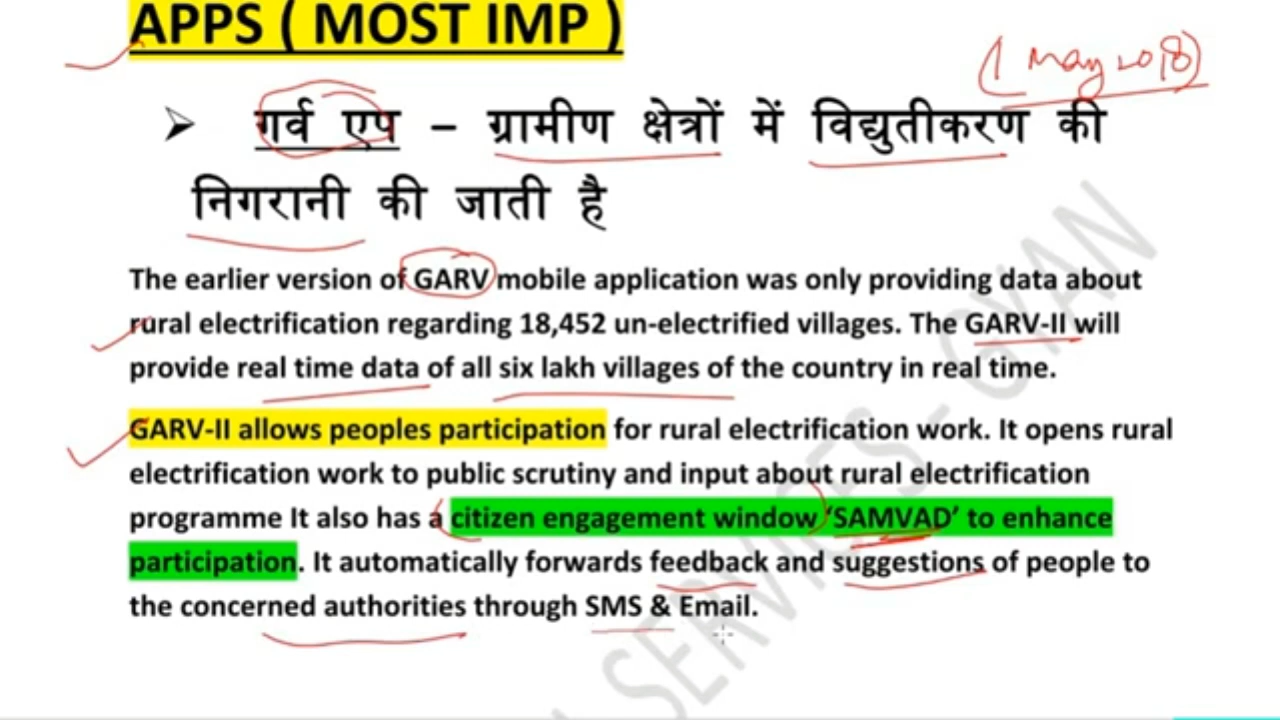 APPS ( MOST IMP )
(1 May 2018)
➢ गर्व एप – ग्रामीण क्षेत्रों में विद्युतीकरण की
निगरानी की जाती है
The earlier version of GARV mobile application was only providing data about
rural electrification regarding 18,452 un-electrified villages. The GARV-II will
provide real time data of all six lakh villages of the country in real time.
GARV-II allows peoples participation for rural electrification work. It opens rural
electrification work to public scrutiny and input about rural electrification
programme It also has a citizen engagement window ‘SAMVAD’ to enhance
participation. It automatically forwards feedback and suggestions of people to
the concerned authorities through SMS & Email.
SERVICES – GYAN